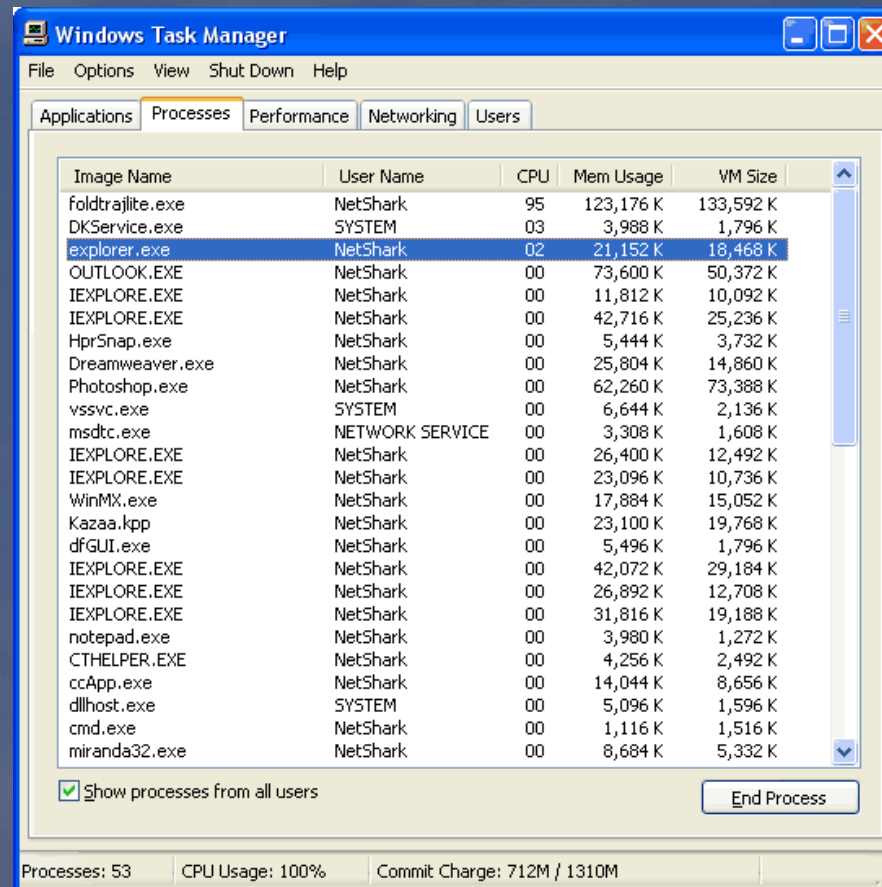 Windows Task Manager
File Options View Shut Down Help
Applications Processes Performance Networking Users
Image Name User Name CPU Mem Usage VM Size
foldtrajlite.exe NetShark 95 123,176 K 133,592 K
DKService.exe SYSTEM 03 3,988 K 1,796 K
explorer.exe NetShark 02 21,152 K 18,468 K
OUTLOOK.EXE NetShark 00 73,600 K 50,372 K
IEXPLORE.EXE NetShark 00 11,812 K 10,092 K
IEXPLORE.EXE NetShark 00 42,716 K 25,236 K
HprSnap.exe NetShark 00 5,444 K 3,732 K
Dreamweaver.exe NetShark 00 25,804 K 14,860 K
Photoshop.exe NetShark 00 62,260 K 73,388 K
vssvc.exe SYSTEM 00 6,644 K 2,136 K
msdtc.exe NETWORK SERVICE 00 3,308 K 1,608 K
IEXPLORE.EXE NetShark 00 26,400 K 12,492 K
IEXPLORE.EXE NetShark 00 23,096 K 10,736 K
WinMX.exe NetShark 00 17,884 K 15,052 K
Kazaa.kpp NetShark 00 23,100 K 19,768 K
dfGUI.exe NetShark 00 5,496 K 1,796 K
IEXPLORE.EXE NetShark 00 42,072 K 29,184 K
IEXPLORE.EXE NetShark 00 26,892 K 12,708 K
IEXPLORE.EXE NetShark 00 31,816 K 19,188 K
notepad.exe NetShark 00 3,980 K 1,272 K
CTHELPER.EXE NetShark 00 4,256 K 2,492 K
ccApp.exe NetShark 00 14,044 K 8,656 K
dllhost.exe SYSTEM 00 5,096 K 1,596 K
cmd.exe NetShark 00 1,116 K 1,516 K
miranda32.exe NetShark 00 8,684 K 5,332 K
Show processes from all users
End Process
Processes: 53 CPU Usage: 100% Commit Charge: 712M / 1310M